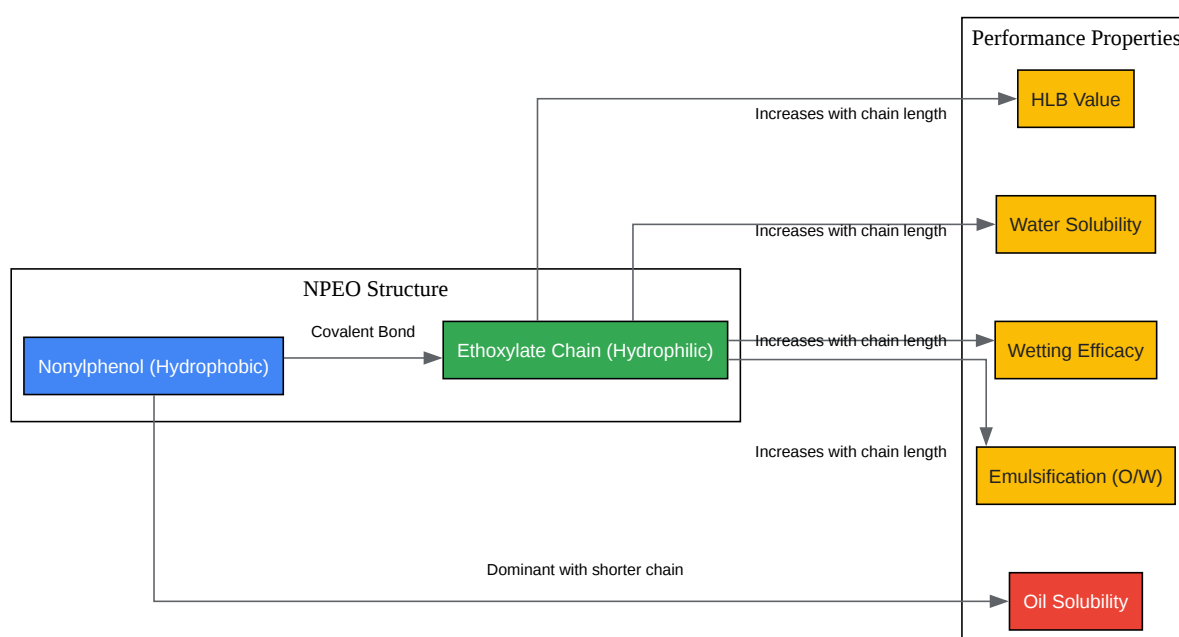 Performance Properties
HLB Value
Increases with chain length
Water Solubility
Increases with chain length
NPEO Structure
Covalent Bond
Nonylphenol (Hydrophobic)
Ethoxylate Chain (Hydrophilic)
Increases with chain length
Wetting Efficacy
Increases with chain length
Emulsification (O/W)
Dominant with shorter chain
Oil Solubility